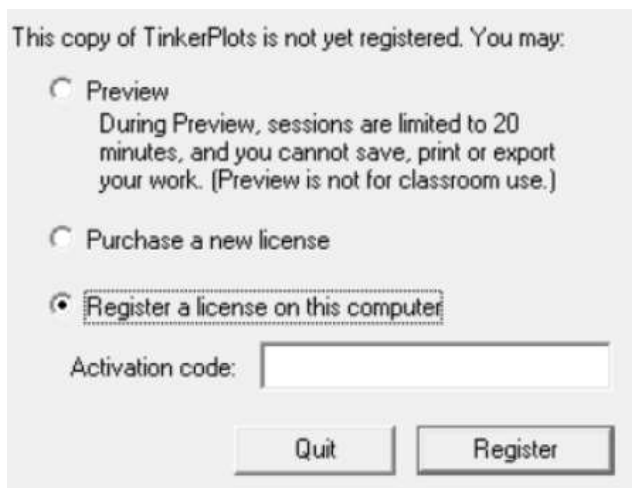 This copy of TinkerPlots is not yet registered. You may:
Preview
During Preview, sessions are limited to 20
minutes, and you cannot save, print or export
your work. (Preview is not for classroom use.)
Purchase a new license
Register a license on this computer
Activation code:
Quit Register